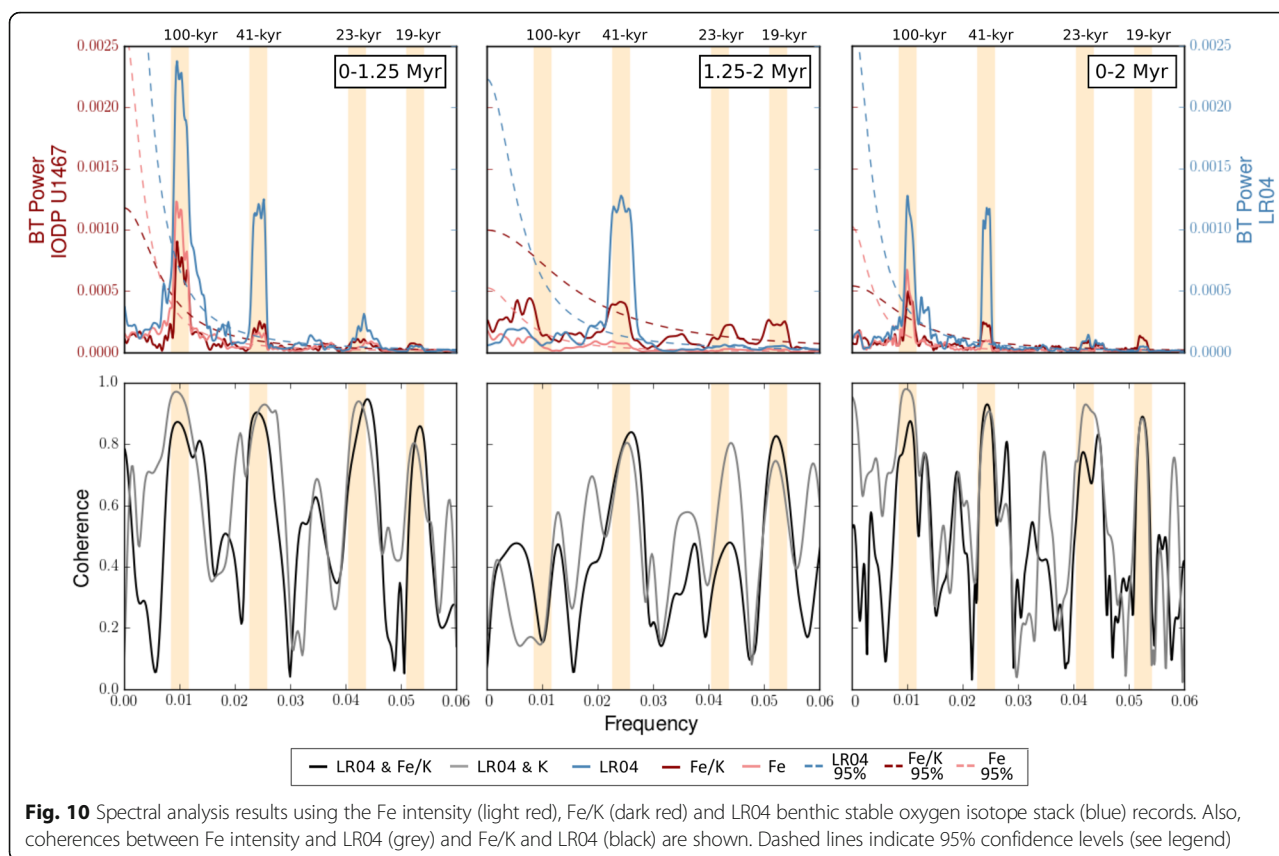 100-kyr 41-kyr 23-kyr 19-kyr 100-kyr 41-kyr 23-kyr 19-kyr 100-kyr 41-kyr 23-kyr 19-kyr
0-1.25 Myr 1.25-2 Myr 0-2 Myr
BT Power
IODP U1467
0.0025
0.0020
0.0015
0.0010
0.0005
0.0000
0.0025
0.0020
0.0015
0.0010
0.0005
0.0000
BT Power
LR04
Coherence
1.0
0.8
0.6
0.4
0.2
0.0
0.00 0.01 0.02 0.03 0.04 0.05 0.06 0.00 0.01 0.02 0.03 0.04 0.05 0.06 0.00 0.01 0.02 0.03 0.04 0.05 0.06
Frequency
LR04 & Fe/K LR04 & K LR04 Fe/K Fe LR04 95% Fe/K 95% Fe 95%
Fig. 10 Spectral analysis results using the Fe intensity (light red), Fe/K (dark red) and LR04 benthic stable oxygen isotope stack (blue) records. Also,
coherences between Fe intensity and LR04 (grey) and Fe/K and LR04 (black) are shown. Dashed lines indicate 95% confidence levels (see legend)